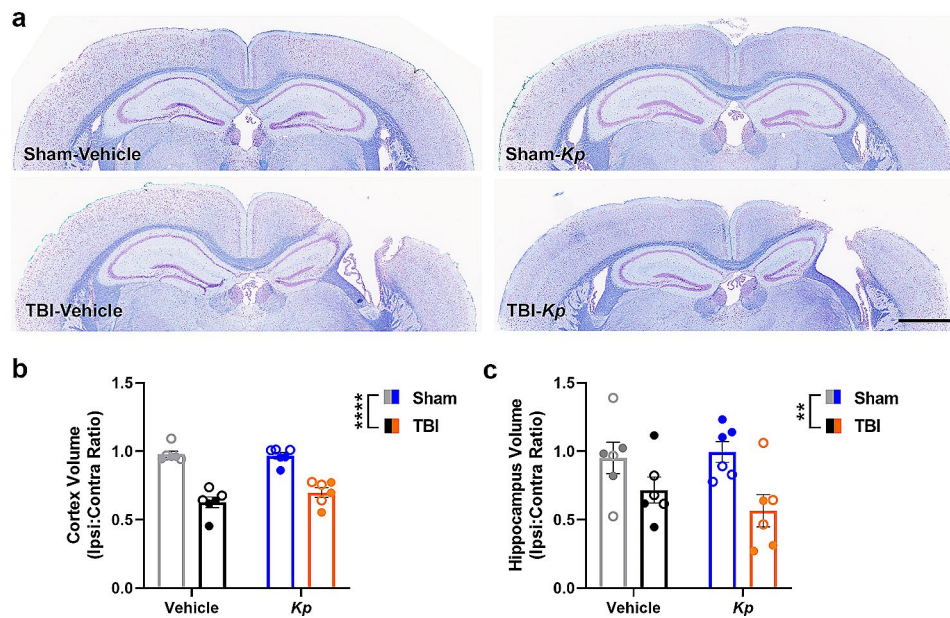 a
Sham-Vehicle
Sham-Kp
TBI-Vehicle
TBI-Kp
b
Cortex Volume
(Ipsi:Contra Ratio)
1.5
1.0
0.5
0.0
Vehicle
Kp
****
Sham
TBI
c
Hippocampus Volume
(Ipsi:Contra Ratio)
1.5
1.0
0.5
0.0
Vehicle
Kp
**
Sham
TBI